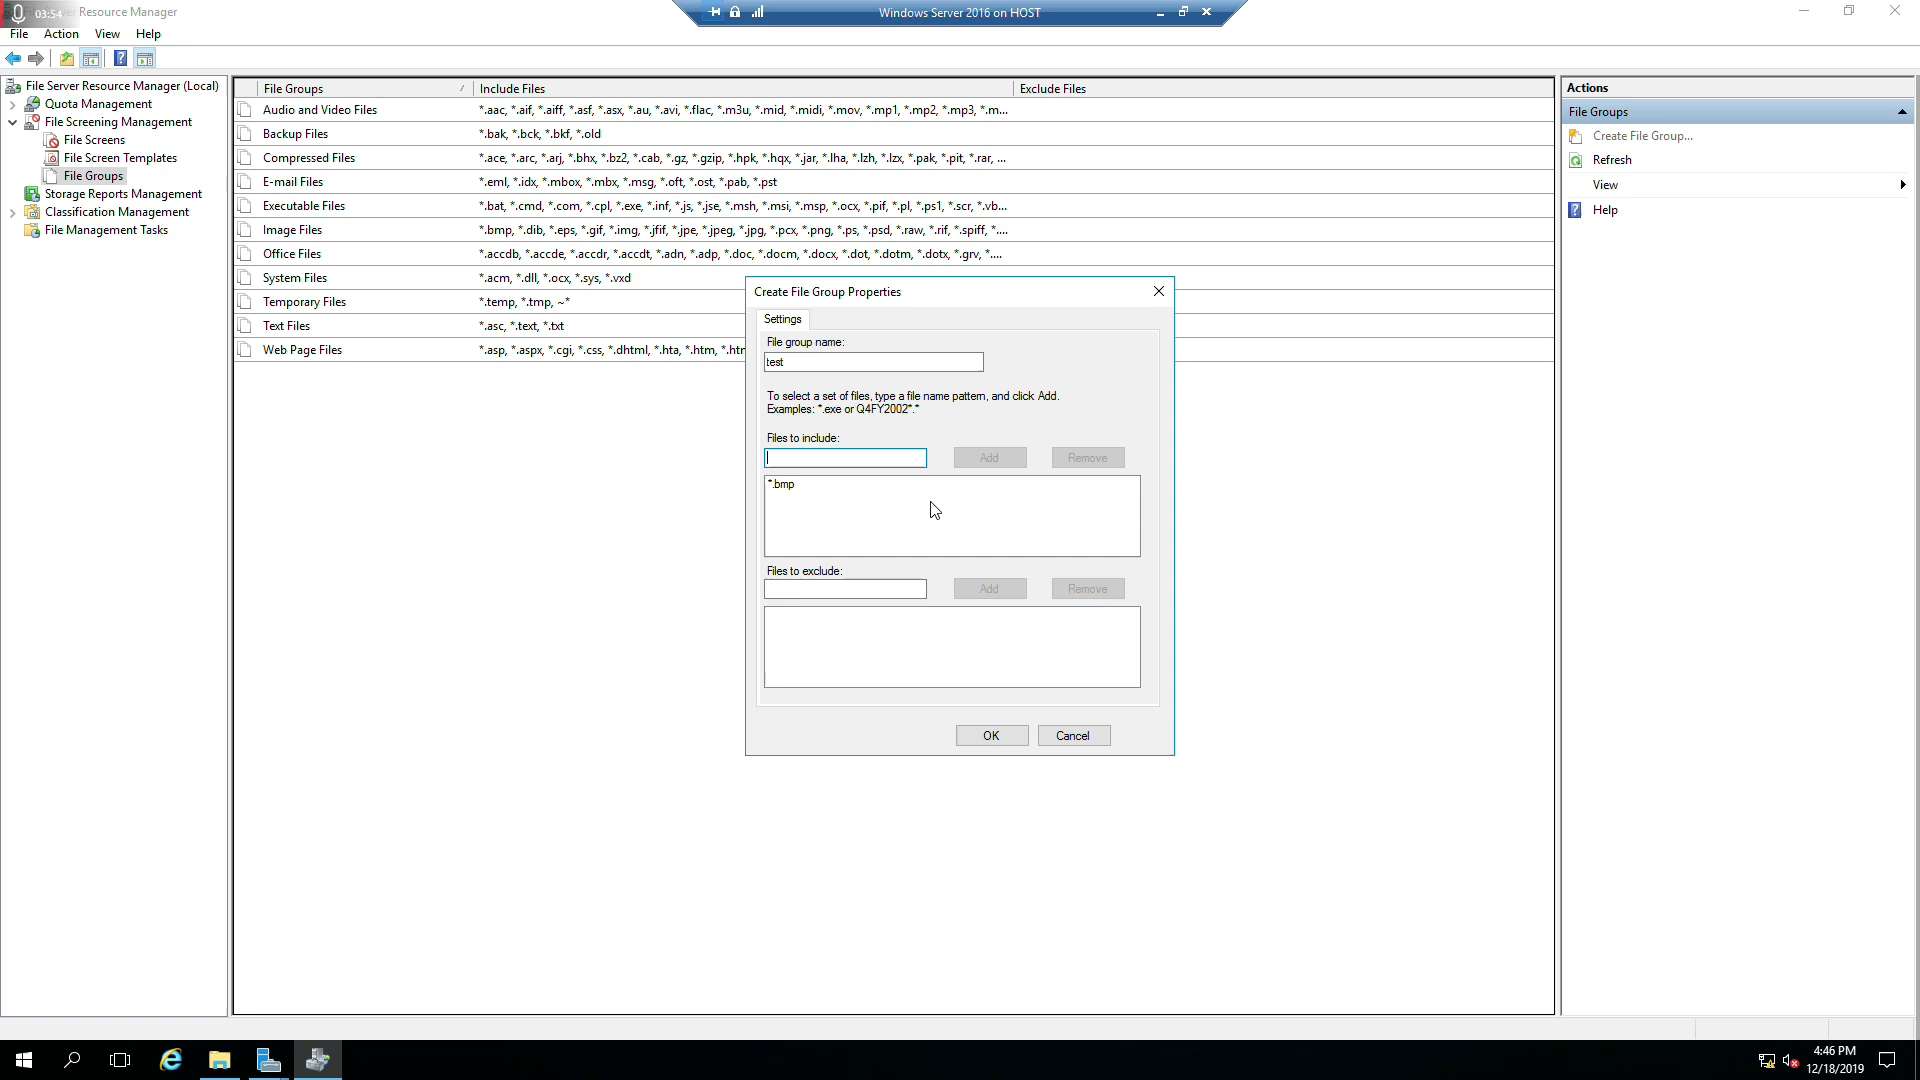 03:54
Resource Manager
Windows Server 2016 on HOST
File Action View Help
File Server Resource Manager (Local)
Quota Management
File Screening Management
File Screens
File Screen Templates
File Groups
Storage Reports Management
Classification Management
File Management Tasks
File Groups Include Files Exclude Files
Audio and Video Files *.aac, *.aif, *.aiff, *.asf, *.asx, *.au, *.avi, *.flac, *.m3u, *.mid, *.midi, *.mov, *.mp1, *.mp2, *.mp3, *.m...
Backup Files *.bak, *.bck, *.bkf, *.old
Compressed Files *.ace, *.arc, *.arj, *.bhx, *.bz2, *.cab, *.gz, *.gzip, *.hpk, *.hqx, *.jar, *.lha, *.lzh, *.lzx, *.pak, *.pit, *.rar, ...
E-mail Files *.eml, *.idx, *.mbox, *.mbx, *.msg, *.oft, *.ost, *.pab, *.pst
Executable Files *.bat, *.cmd, *.com, *.cpl, *.exe, *.inf, *.js, *.jse, *.msh, *.msi, *.msp, *.ocx, *.pif, *.pl, *.ps1, *.scr, *.vb...
Image Files *.bmp, *.dib, *.eps, *.gif, *.img, *.jfif, *.jpe, *.jpeg, *.jpg, *.pcx, *.png, *.ps, *.psd, *.raw, *.rif, *.spiff, *....
Office Files *.accdb, *.accde, *.accdr, *.accdt, *.adn, *.adp, *.doc, *.docm, *.docx, *.dot, *.dotm, *.dotx, *.grv, *....
System Files *.acm, *.dll, *.ocx, *.sys, *.vxd
Temporary Files *.temp, *.tmp, ~*
Text Files *.asc, *.text, *.txt
Web Page Files *.asp, *.aspx, *.cgi, *.css, *.dhtml, *.hta, *.htm,
Create File Group Properties
Settings
File group name:
test
To select a set of files, type a file name pattern, and click Add.
Examples: *.exe or Q4FY2002*.*
Files to include:
Add Remove
*.bmp
Files to exclude:
Add Remove
OK Cancel
Actions
File Groups
Create File Group...
Refresh
View
Help
4:46 PM
12/18/2019